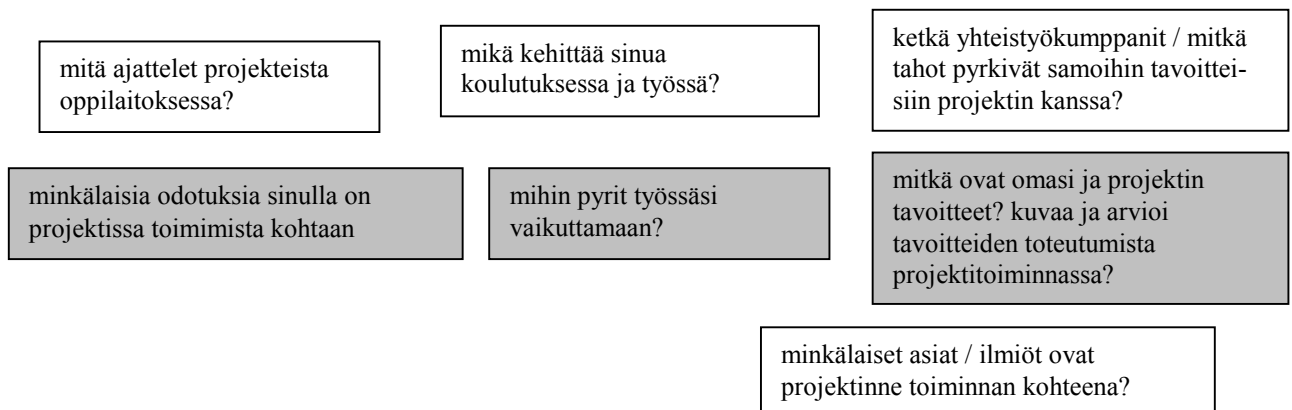 mitä ajattelet projekteista
oppilaitoksessa?
mikä kehittää sinua
koulutuksessa ja työssä?
ketkä yhteistyökumppanit / mitkä
tahot pyrkivät samoihin tavoittei-
siin projektin kanssa?
minkälaisia odotuksia sinulla on
projektissa toimimista kohtaan
mihin pyrit työssäsi
vaikuttamaan?
mitkä ovat omasi ja projektin
tavoitteet? kuvaa ja arvioi
tavoitteiden toteutumista
projektitoiminnassa?
minkälaiset asiat / ilmiöt ovat
projektinne toiminnan kohteena?